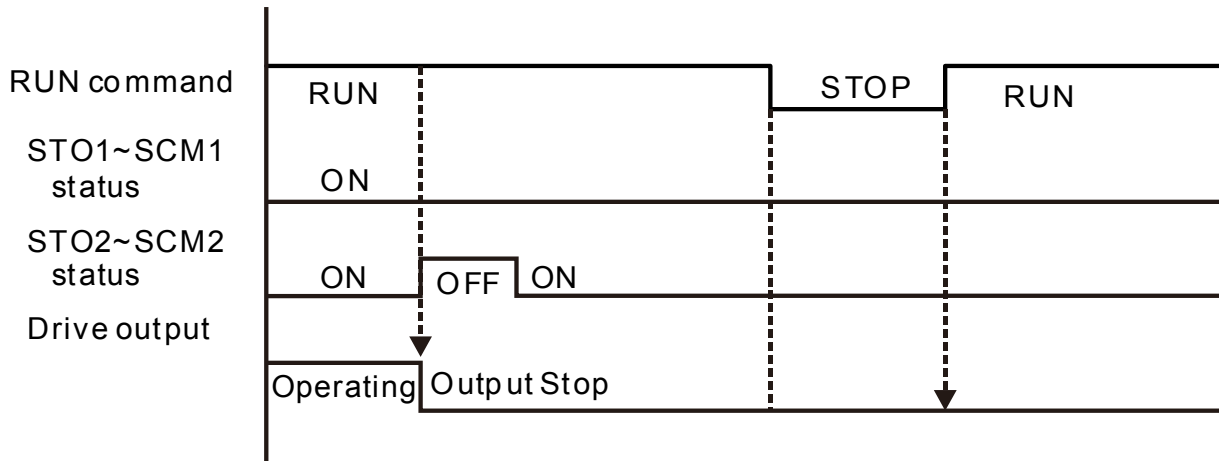 RUN command
RUN
STOP
RUN
STO1~SCM1
status
ON
STO2~SCM2
status
ON
OFF
ON
Drive output
Operating
Output Stop